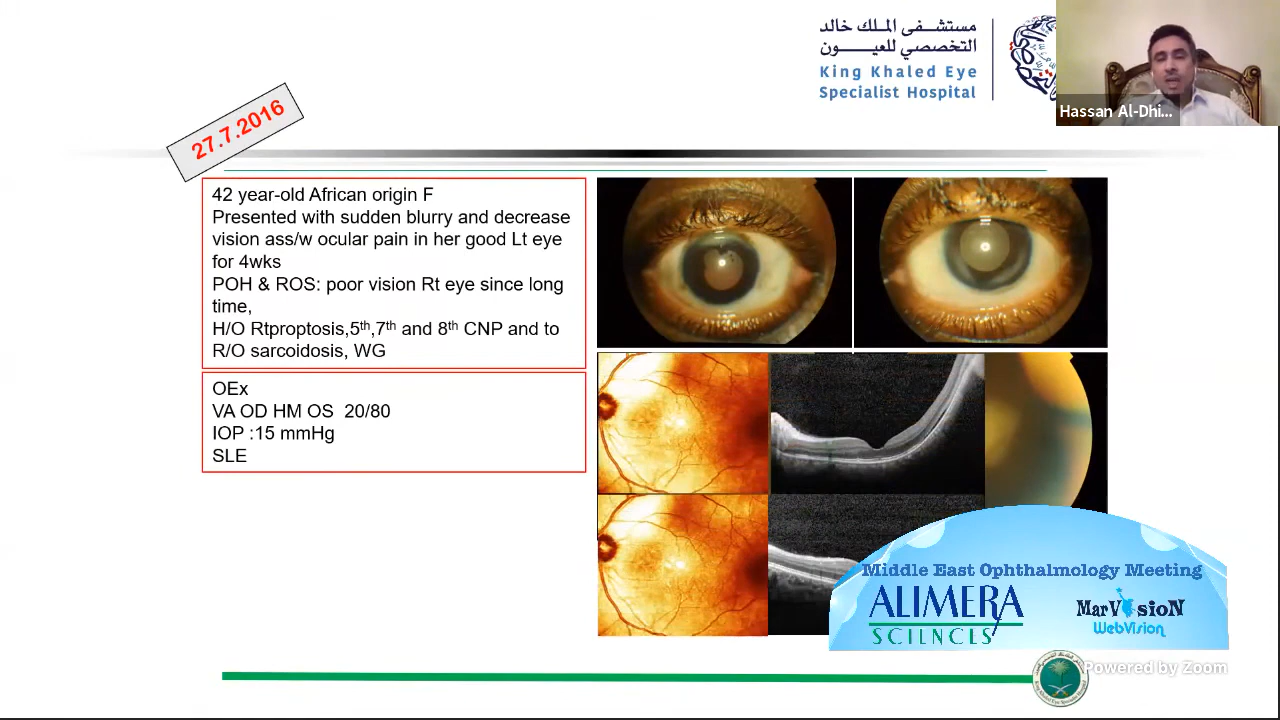 مستشفى الملك خالد
التخصصي للعيون
King Khaled Eye
Specialist Hospital
Hassan Al-Dhi...
27.7.2016
42 year-old African origin F
Presented with sudden blurry and decrease
vision ass/w ocular pain in her good Lt eye
for 4wks
POH & ROS: poor vision Rt eye since long
time,
H/O Rtproptosis,5th,7th and 8th CNP and to
R/O sarcoidosis, WG
OEx
VA OD HM OS 20/80
IOP :15 mmHg
SLE
Middle East Ophthalmology Meeting
ALIMERA
SCIENCES
MarVisioN
WebVision
Powered by Zoom